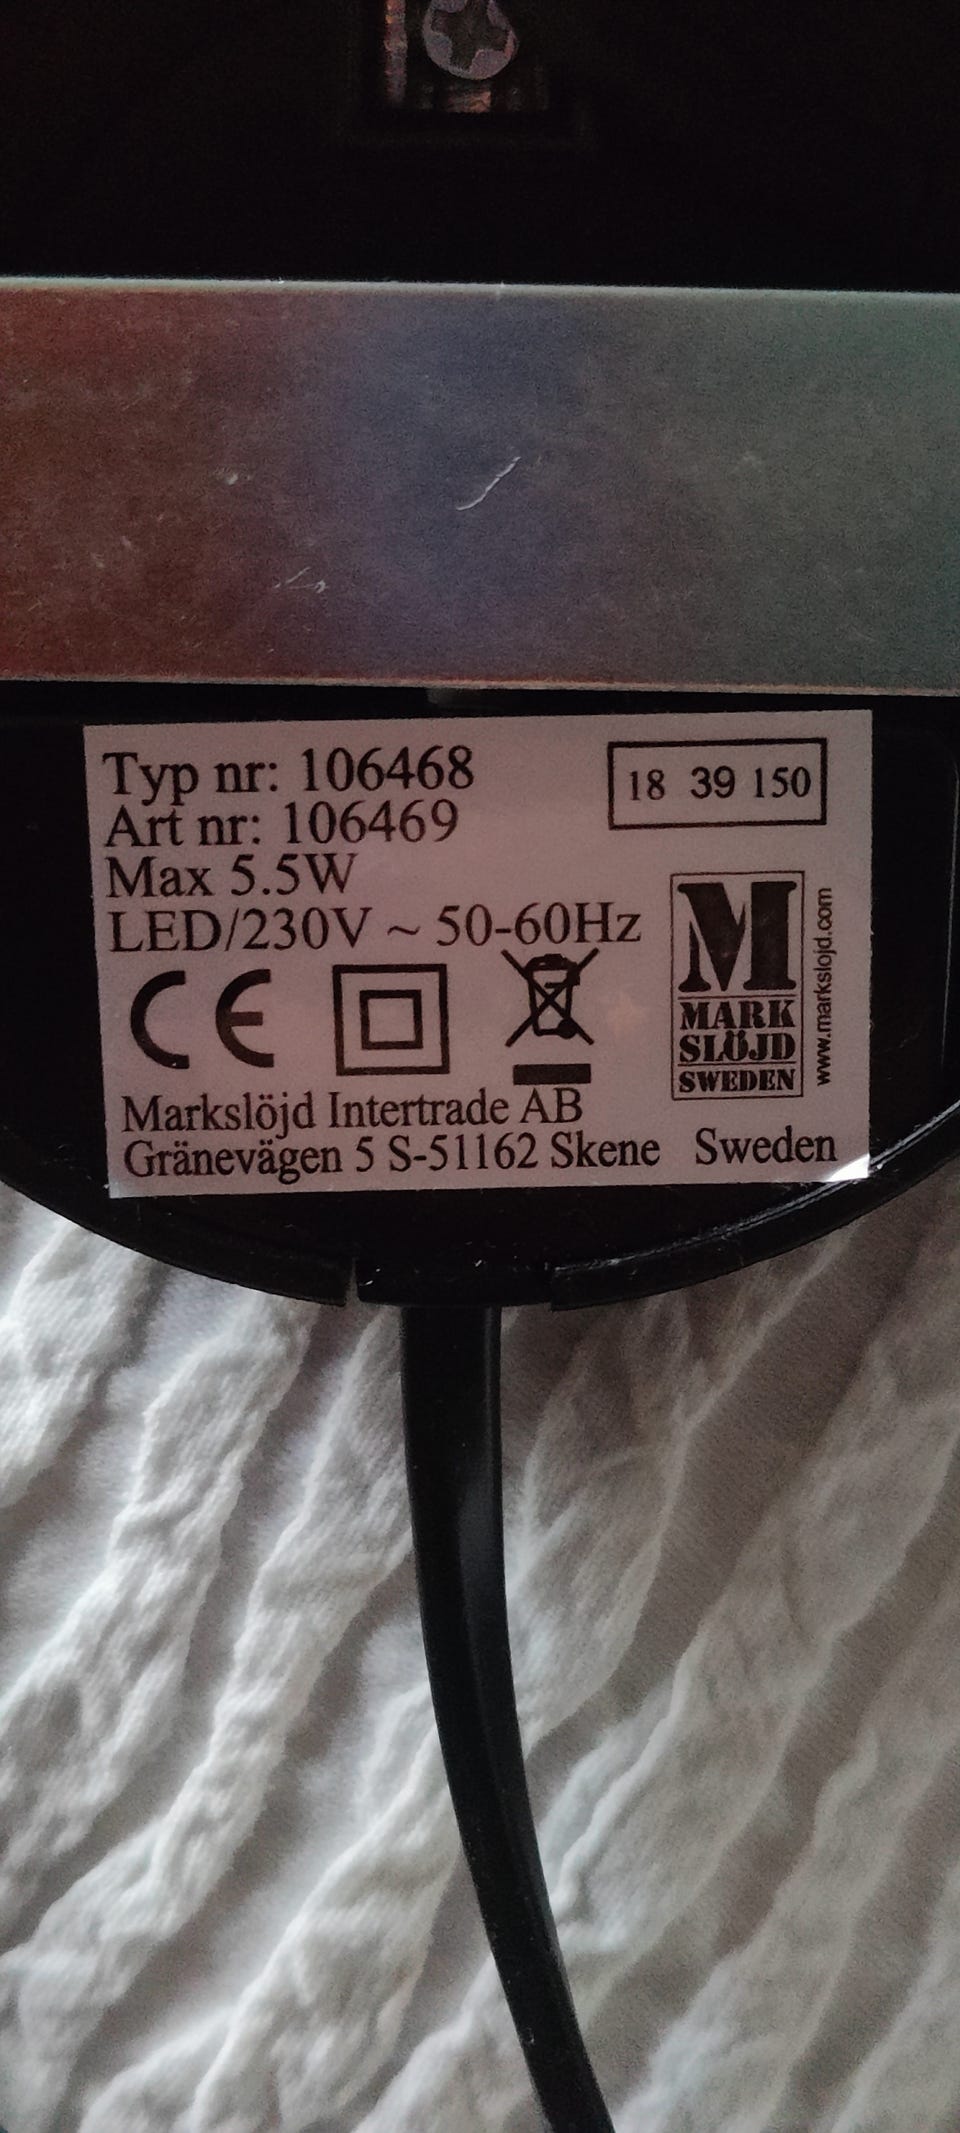 Typ nr: 106468
Art nr: 106469
Max 5.5W
LED/230V ~ 50-60Hz
18 39 150
CE
M
MARK
SLÖJD
SWEDEN
www.markslojd.com
Markslöjd Intertrade AB
Gränevägen 5 S-51162 Skene Sweden